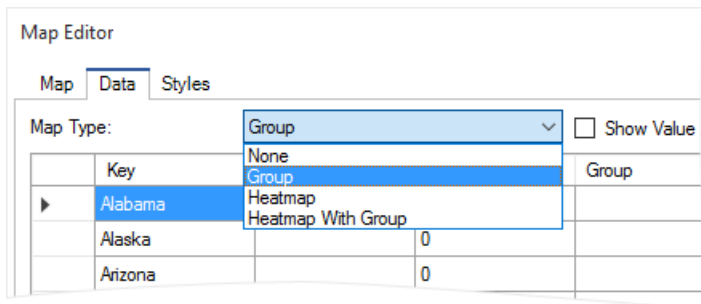 Map Editor
Map Data Styles
Map Type: Group Show Value
None
Key Group
Group
Alabama Heatmap
Heatmap With Group
Alaska 0
Arizona 0